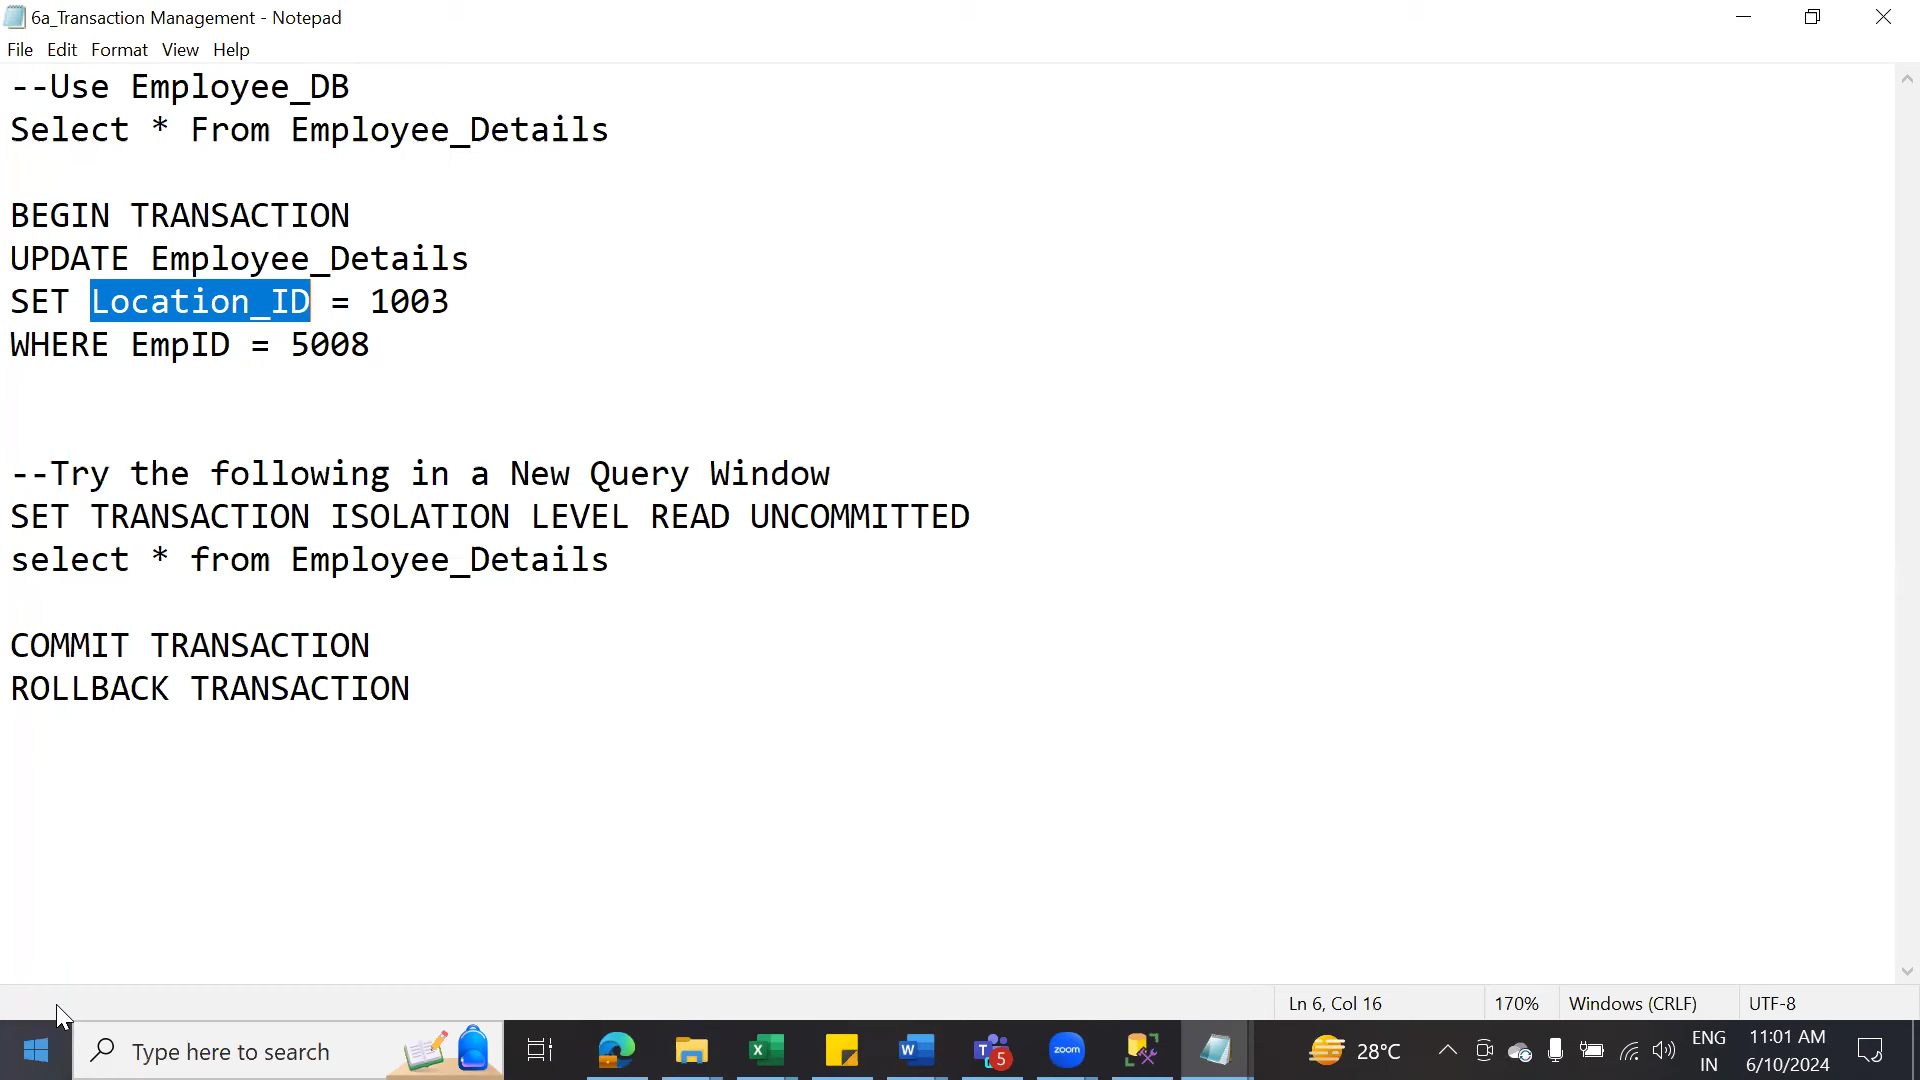 6a_Transaction Management - Notepad
File Edit Format View Help
--Use Employee_DB
Select * From Employee_Details
BEGIN TRANSACTION
UPDATE Employee_Details
SET Location_ID = 1003
WHERE EmpID = 5008
--Try the following in a New Query Window
SET TRANSACTION ISOLATION LEVEL READ UNCOMMITTED
select * from Employee_Details
COMMIT TRANSACTION
ROLLBACK TRANSACTION
Ln 6, Col 16 170% Windows (CRLF) UTF-8
Type here to search
W
T 5
zoom
28°C
ENG
IN
11:01 AM
6/10/2024